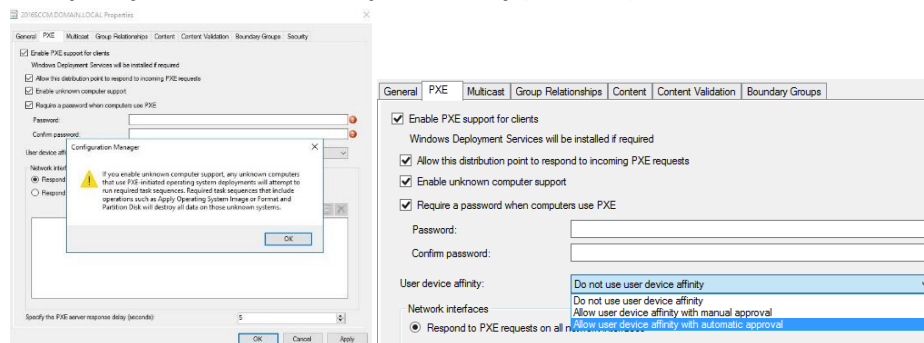 2016SCCM.DOMAIN.LOCAL Properties
General PXE Multicast Group Relationships Content Content Validation Boundary Groups Security
Enable PXE support for clients
Windows Deployment Services will be installed if required
Allow this distribution point to respond to incoming PXE requests
Enable unknown computer support
Require a password when computers use PXE
Password:
Confirm password:
User device affi
Network interf
Respond
Respond
Configuration Manager
If you enable unknown computer support, any unknown computers
that use PXE-initiated operating system deployments will attempt to
run required task sequences. Required task sequences that include
operations such as Apply Operating System Image or Format and
Partition Disk will destroy all data on those unknown systems.
OK
Specify the PXE server response delay (seconds): 5
OK Cancel Apply
General PXE Multicast Group Relationships Content Content Validation Boundary Groups
Enable PXE support for clients
Windows Deployment Services will be installed if required
Allow this distribution point to respond to incoming PXE requests
Enable unknown computer support
Require a password when computers use PXE
Password:
Confirm password:
User device affinity: Do not use user device affinity
Do not use user device affinity
Allow user device affinity with manual approval
Allow user device affinity with automatic approval
Network interfaces
Respond to PXE requests on all n